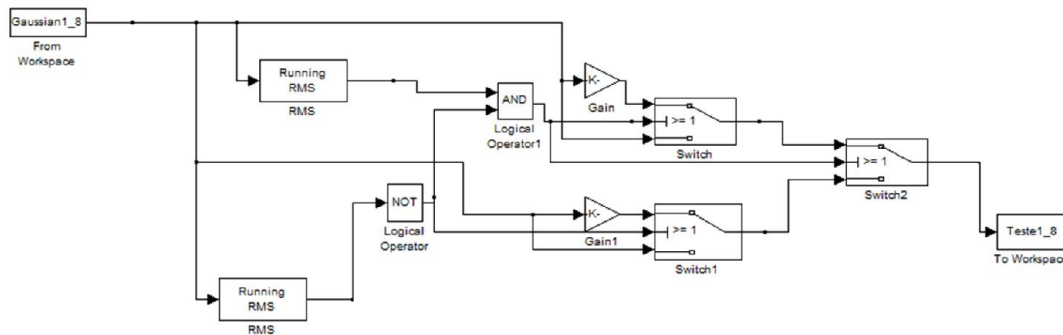 Gaussian1_8
From
Workspace
Running
RMS
RMS
AND
Logical
Operator1
K-
Gain
>= 1
Switch
>= 1
Switch2
NOT
Logical
Operator
K-
Gain1
>= 1
Switch1
Teste1_8
To Workspac
Running
RMS
RMS